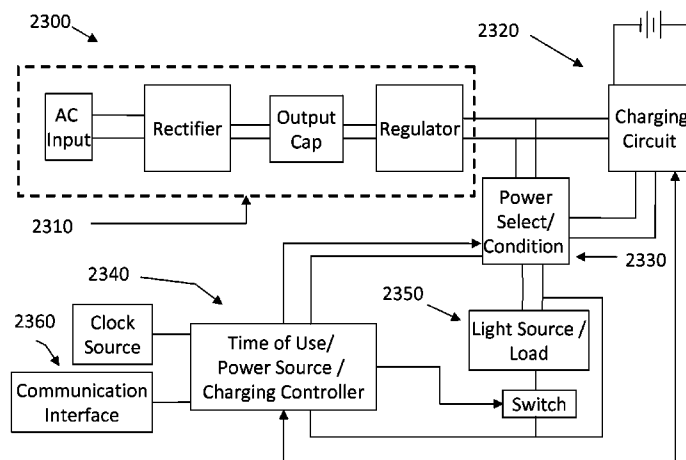 2300
2320
AC
Input
Rectifier
Output
Cap
Regulator
Charging
Circuit
2310
Power
Select/
Condition
2330
2340
2350
2360
Clock
Source
Time of Use/
Power Source /
Charging Controller
Light Source /
Load
Communication
Interface
Switch